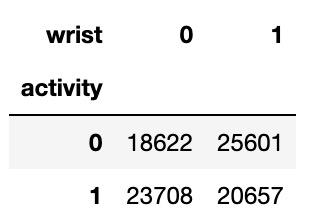 wrist 0 1
activity
0 18622 25601
1 23708 20657